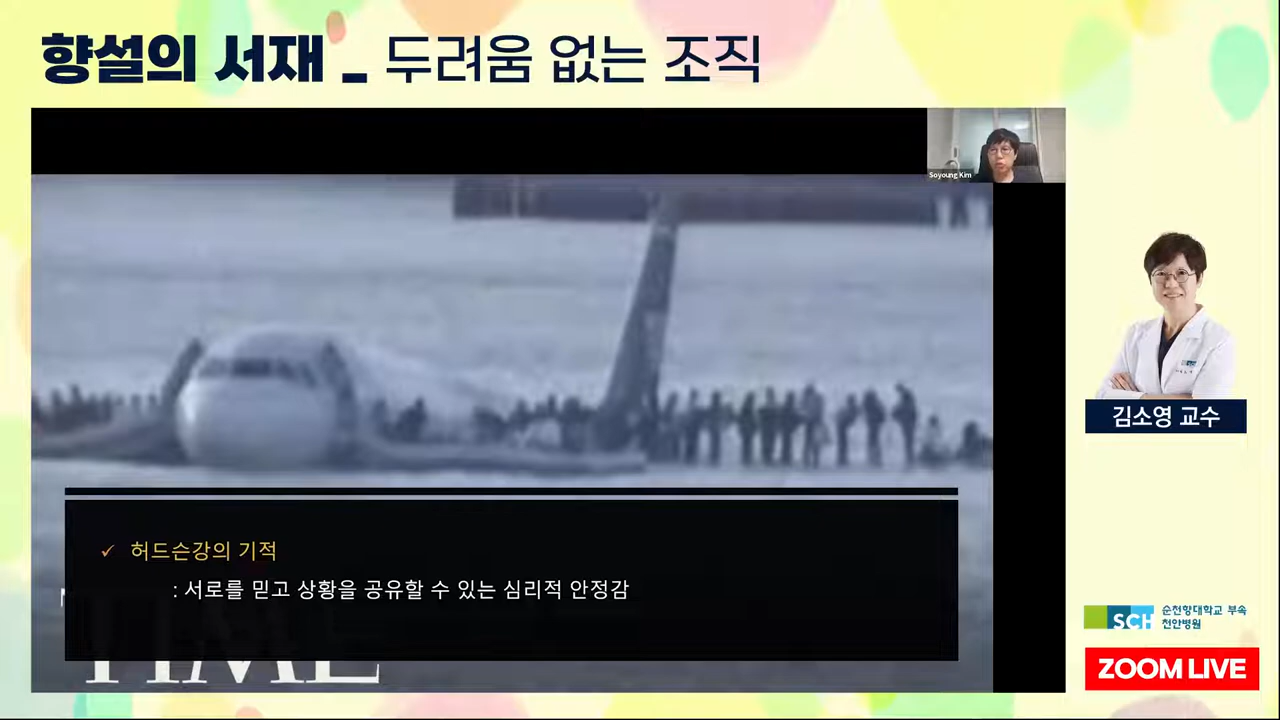 향설의 서재 _ 두려움 없는 조직
Soyoung Kim
김소영 교수
✓ 허드슨강의 기적
: 서로를 믿고 상황을 공유할 수 있는 심리적 안정감
TIME
SCH 순천향대학교 부속
천안병원
ZOOM LIVE